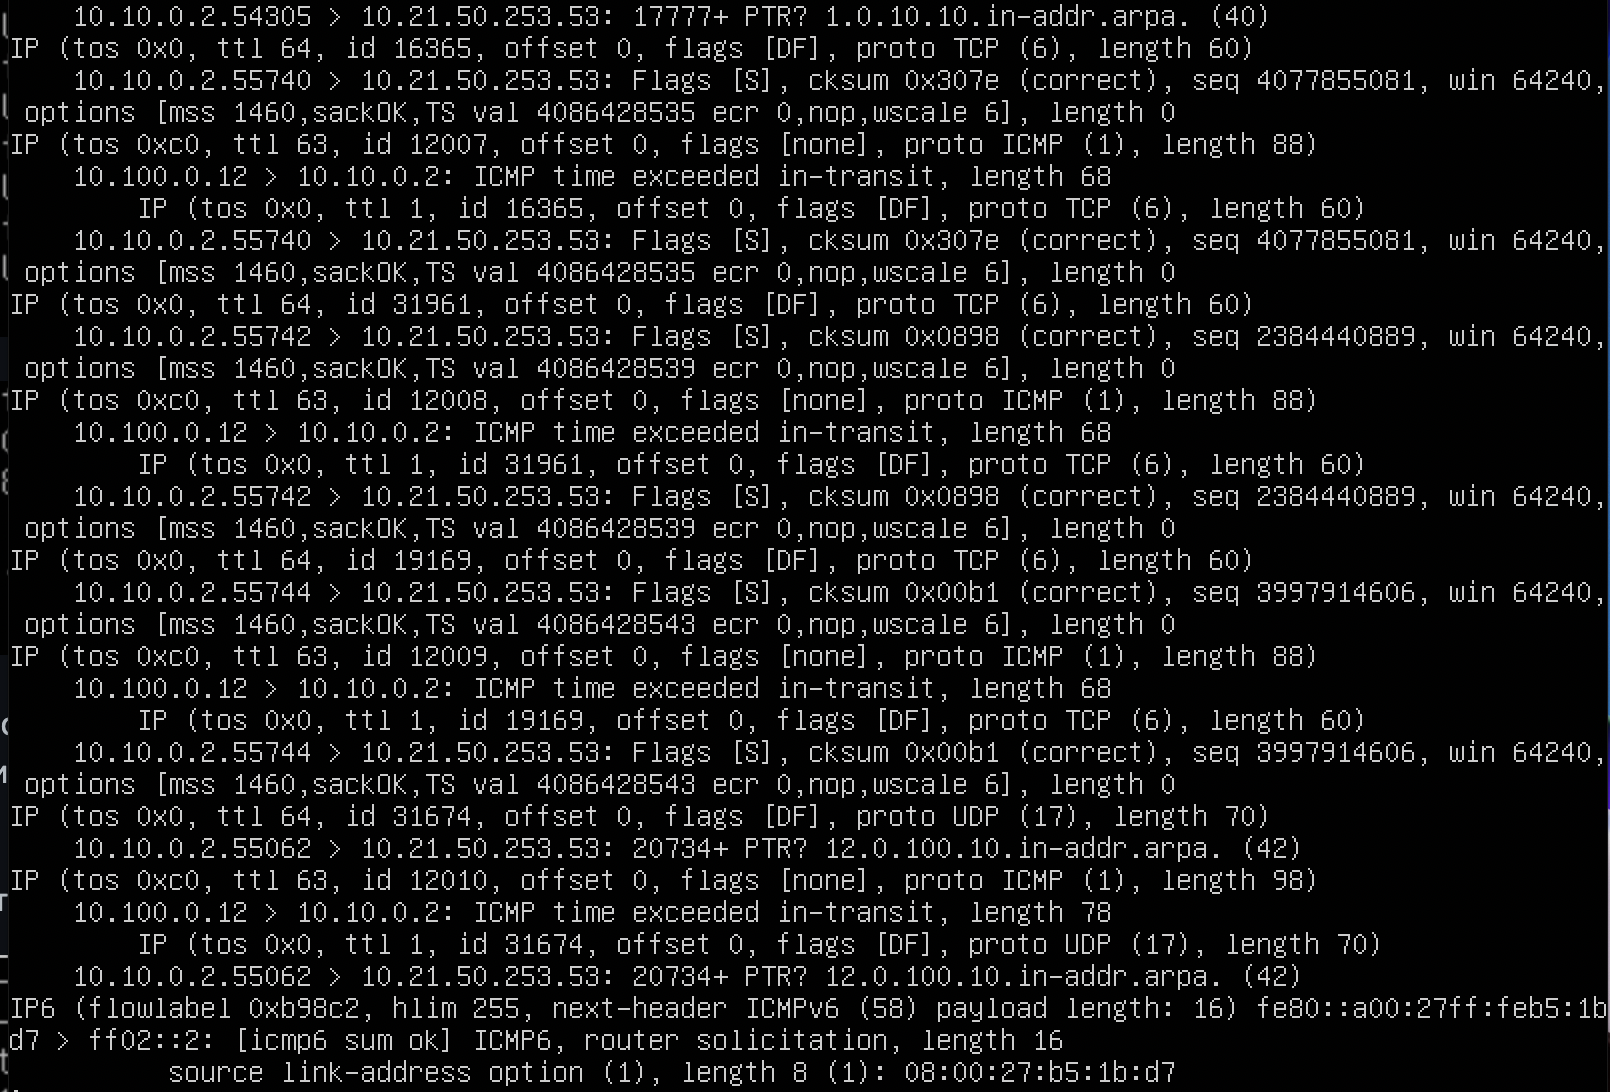 10.10.0.2.54305 > 10.21.50.253.53: 17777+ PTR? 1.0.10.10.in-addr.arpa. (40)
IP (tos 0x0, ttl 64, id 16365, offset 0, flags [DF], proto TCP (6), length 60)
10.10.0.2.55740 > 10.21.50.253.53: Flags [S], cksum 0x307e (correct), seq 4077855081, win 64240,
options [mss 1460,sackOK,TS val 4086428535 ecr 0,nop,wscale 6], length 0
IP (tos 0xc0, ttl 63, id 12007, offset 0, flags [none], proto ICMP (1), length 88)
10.100.0.12 > 10.10.0.2: ICMP time exceeded in-transit, length 68
IP (tos 0x0, ttl 1, id 16365, offset 0, flags [DF], proto TCP (6), length 60)
10.10.0.2.55740 > 10.21.50.253.53: Flags [S], cksum 0x307e (correct), seq 4077855081, win 64240,
options [mss 1460,sackOK,TS val 4086428535 ecr 0,nop,wscale 6], length 0
IP (tos 0x0, ttl 64, id 31961, offset 0, flags [DF], proto TCP (6), length 60)
10.10.0.2.55742 > 10.21.50.253.53: Flags [S], cksum 0x0898 (correct), seq 2384440889, win 64240,
options [mss 1460,sackOK,TS val 4086428539 ecr 0,nop,wscale 6], length 0
IP (tos 0xc0, ttl 63, id 12008, offset 0, flags [none], proto ICMP (1), length 88)
10.100.0.12 > 10.10.0.2: ICMP time exceeded in-transit, length 68
IP (tos 0x0, ttl 1, id 31961, offset 0, flags [DF], proto TCP (6), length 60)
10.10.0.2.55742 > 10.21.50.253.53: Flags [S], cksum 0x0898 (correct), seq 2384440889, win 64240,
options [mss 1460,sackOK,TS val 4086428539 ecr 0,nop,wscale 6], length 0
IP (tos 0x0, ttl 64, id 19169, offset 0, flags [DF], proto TCP (6), length 60)
10.10.0.2.55744 > 10.21.50.253.53: Flags [S], cksum 0x00b1 (correct), seq 3997914606, win 64240,
options [mss 1460,sackOK,TS val 4086428543 ecr 0,nop,wscale 6], length 0
IP (tos 0xc0, ttl 63, id 12009, offset 0, flags [none], proto ICMP (1), length 88)
10.100.0.12 > 10.10.0.2: ICMP time exceeded in-transit, length 68
IP (tos 0x0, ttl 1, id 19169, offset 0, flags [DF], proto TCP (6), length 60)
10.10.0.2.55744 > 10.21.50.253.53: Flags [S], cksum 0x00b1 (correct), seq 3997914606, win 64240,
options [mss 1460,sackOK,TS val 4086428543 ecr 0,nop,wscale 6], length 0
IP (tos 0x0, ttl 64, id 31674, offset 0, flags [DF], proto UDP (17), length 70)
10.10.0.2.55062 > 10.21.50.253.53: 20734+ PTR? 12.0.100.10.in-addr.arpa. (42)
IP (tos 0xc0, ttl 63, id 12010, offset 0, flags [none], proto ICMP (1), length 98)
10.100.0.12 > 10.10.0.2: ICMP time exceeded in-transit, length 78
IP (tos 0x0, ttl 1, id 31674, offset 0, flags [DF], proto UDP (17), length 70)
10.10.0.2.55062 > 10.21.50.253.53: 20734+ PTR? 12.0.100.10.in-addr.arpa. (42)
IP6 (flowlabel 0xb98c2, hlim 255, next-header ICMPv6 (58) payload length: 16) fe80::a00:27ff:feb5:1b
d7 > ff02::2: [icmp6 sum ok] ICMP6, router solicitation, length 16
source link-address option (1), length 8 (1): 08:00:27:b5:1b:d7